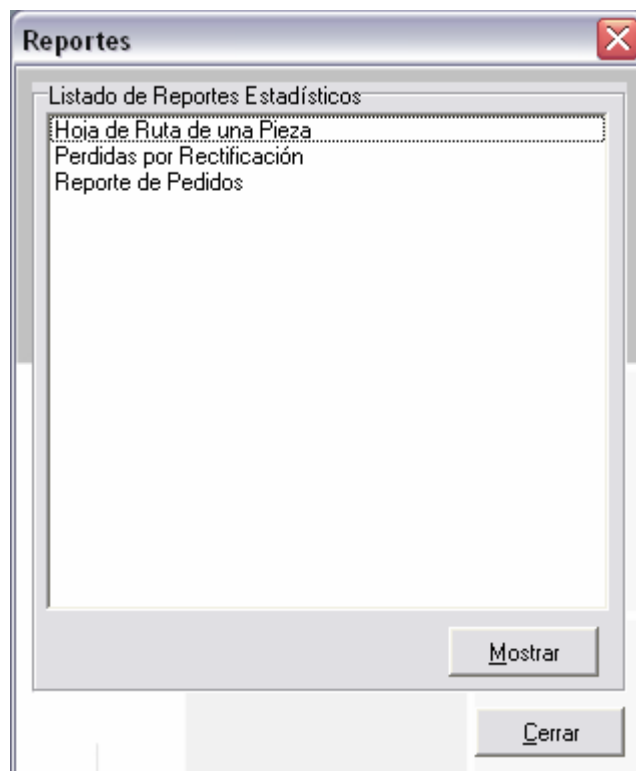 Reportes
Listado de Reportes Estadísticos
Hoja de Ruta de una Pieza
Perdidas por Rectificación
Reporte de Pedidos
Mostrar
Cerrar